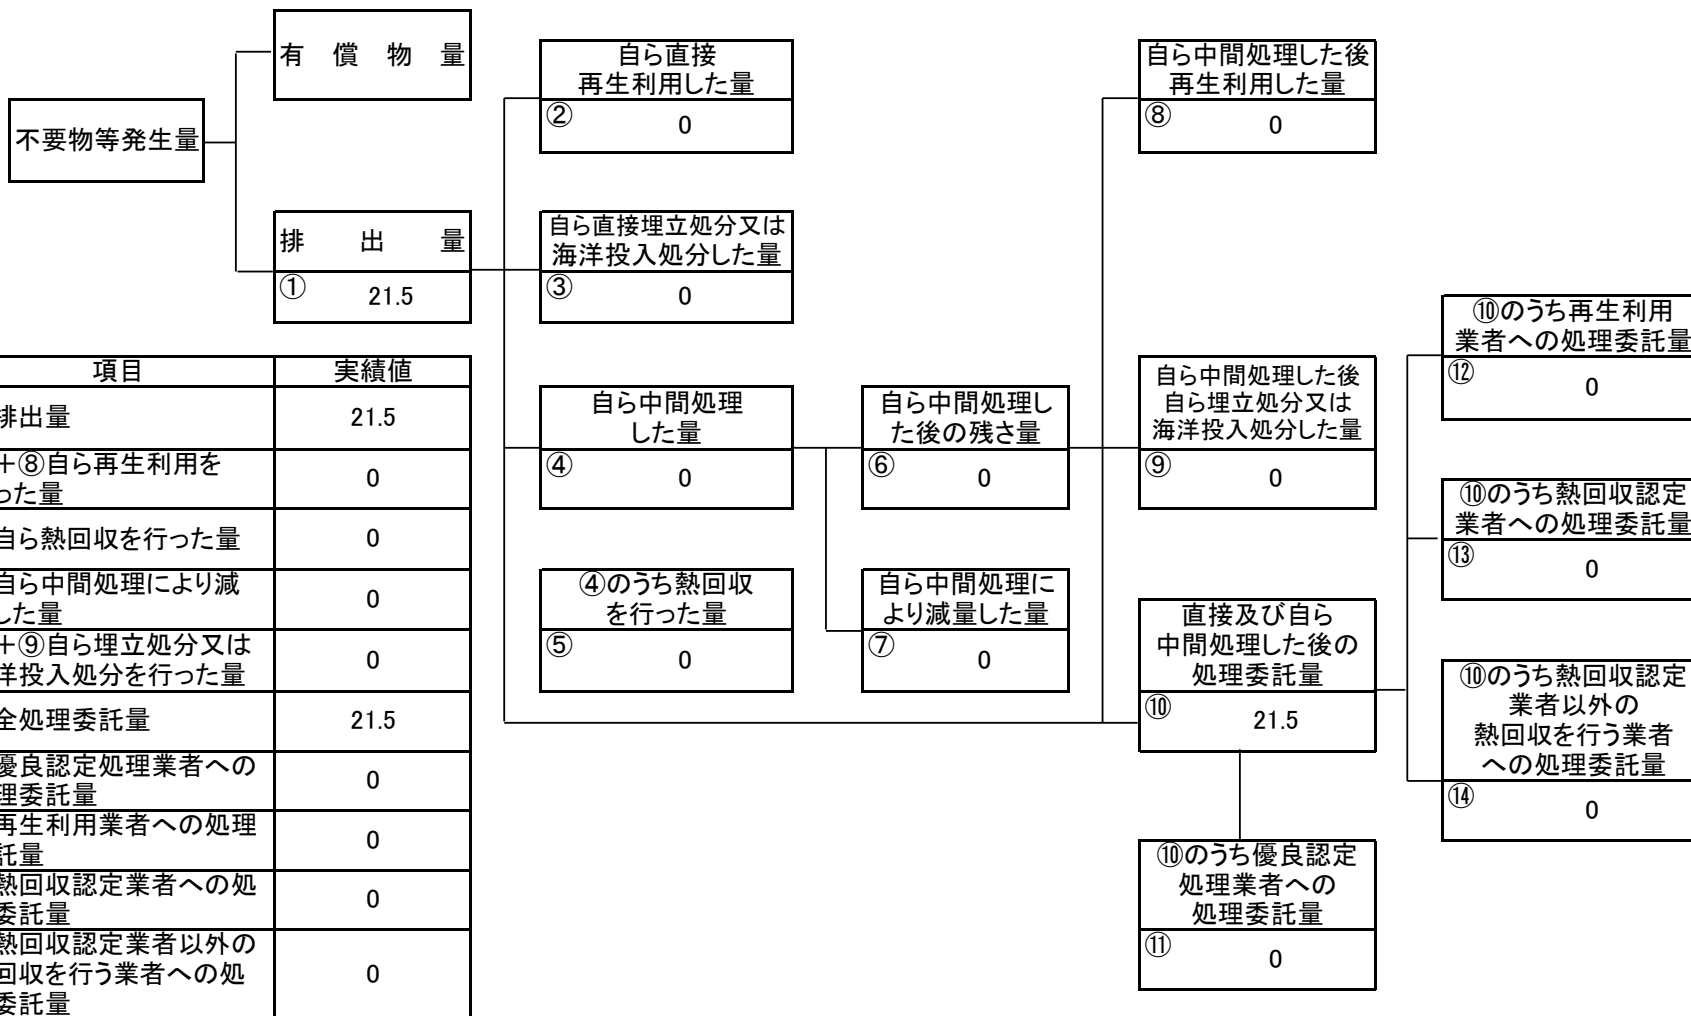 有 償 物 量
不要物等発生量
排 出 量
① 21.5
自ら直接
再生利用した量
② 0
自ら直接埋立処分又は
海洋投入処分した量
③ 0
自ら中間処理
した量
④ 0
④のうち熱回収
を行った量
⑤ 0
自ら中間処理し
た後の残さ量
⑥ 0
自ら中間処理に
より減量した量
⑦ 0
自ら中間処理した後
再生利用した量
⑧ 0
自ら中間処理した後
自ら埋立処分又は
海洋投入処分した量
⑨ 0
直接及び自ら
中間処理した後の
処理委託量
⑩ 21.5
⑩のうち優良認定
処理業者への
処理委託量
⑪ 0
⑩のうち再生利用
業者への処理委託量
⑫ 0
⑩のうち熱回収認定
業者への処理委託量
⑬ 0
⑩のうち熱回収認定
業者以外の
熱回収を行う業者
への処理委託量
⑭ 0
項目 実績値
排出量 21.5
+⑧自ら再生利用を
った量 0
自ら熱回収を行った量 0
自ら中間処理により減
した量 0
+⑨自ら埋立処分又は
洋投入処分を行った量 0
全処理委託量 21.5
優良認定処理業者への
理委託量 0
再生利用業者への処理
託量 0
熱回収認定業者への処
委託量 0
熱回収認定業者以外の
回収を行う業者への処
委託量 0